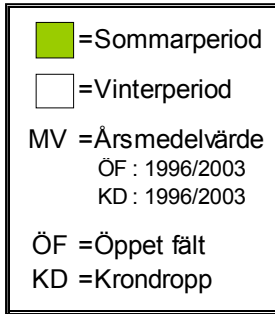 =Sommarperiod
=Vinterperiod
MV =Årsmedelvärde
ÖF : 1996/2003
KD : 1996/2003
ÖF =Öppet fält
KD =Krondropp